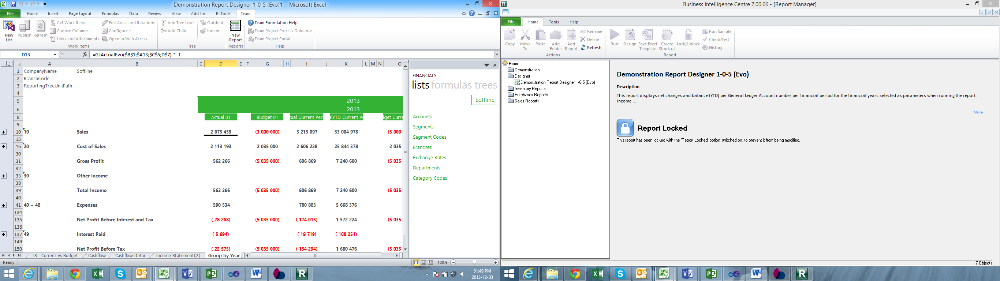 Demonstration Report Designer 1-0-5 (Evo)1 - Microsoft Excel
File Home Insert Page Layout Formulas Data Review View Add-Ins BI Tools Team
New List
Publish
Refresh
Get Work Items
Choose Columns
Links and Attachments
Edit Areas and Iterations
Configure
Open in Web Access
Work Items
Add Tree Level
Add Child
Outdent
Indent
Tree
New Report
Reports
Team Foundation Help
Team Project Process Guidance
Team Project Portal
Help
D13 fx =GLActualEvo($B$1;$A13;$C$5;D$7) * -1
1 2 A B C D E F G H I J K L M N O
1 CompanyName Softline
2 BranchCode
3 ReportingTreeUnitPath
4
5 2013
6 2013
8 Actual 01 Budget 01 tual Current Peri alYTD Current P lget Curre
9
10 10 Sales 2 675 459 (3 000 000) 3 213 097 33 084 978 (3 000
15
16 20 Cost of Sales 2 113 193 2 035 000 2 606 228 25 844 378 2 035
30
31 Gross Profit 562 266 (5 035 000) 606 869 7 240 600 (5 035
32
33 30 Other Income
38
39 Total Income 562 266 (5 035 000) 606 869 7 240 600 (5 035
40
41 40 + 48 Expenses 590 534 780 883 5 668 376
134
135 Net Profit Before Interest and Tax ( 28 268) (5 035 000) ( 174 013) 1 572 224 (5 035
136
137 49 Interest Paid ( 5 694) ( 19 719) ( 108 251)
149
150 Net Profit Before Tax ( 22 575) (5 035 000) ( 154 294) 1 680 476 (5 035
IS - Current vs Budget Cashflow Cashflow Detail Income Statement(2) Group by Year
Ready 100%
FINANCIALS
lists formulas trees
Softline
Accounts
Segments
Segment Codes
Branches
Exchange Rates
Departments
Category Codes
01:49 PM
2013-12-03
Business Intelligence Centre 7.00.66 - [Report Manager]
File Home Tools Help
Copy
Move To
Paste
Add Folder
Add Report
Rename
Delete
Refresh
Actions
Run
Design
Save Excel Template
Create Shortcut
Lock/Unlock
Run Sample
Check/Test
History
Report
Home
Demonstration
Designer
Demonstration Report Designer 1-0-5 (Evo)
Inventory Reports
Purchases Reports
Sales Reports
Demonstration Report Designer 1-0-5 (Evo)
Description
This report displays net changes and balance (YTD) per General Ledger Account number per financial period for the financial years selected as parameters when running the report.
Income ...
...More
Report Locked
This report has been locked with the 'Report Locked' option switched on, to prevent it from being modified.
7 Objects